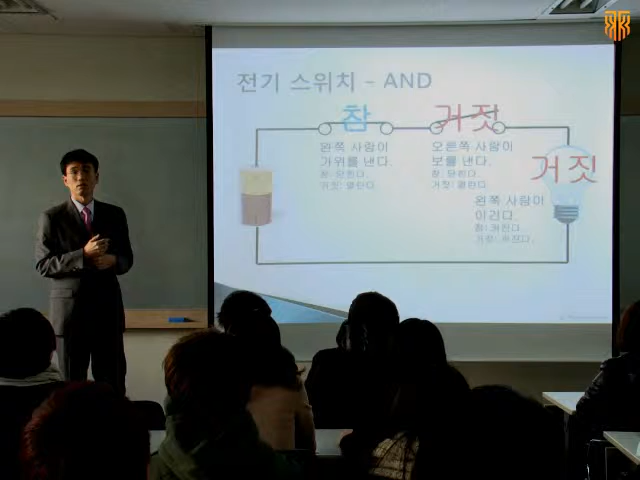 전기 스위치 - AND
참
거짓
왼쪽 사람이
가위를 낸다.
참: 닫힌다.
거짓: 열린다.
오른쪽 사람이
보를 낸다.
참: 닫힌다.
거짓: 열린다.
거짓
왼쪽 사람이
이긴다.
참: 켜진다.
거짓: 꺼진다.